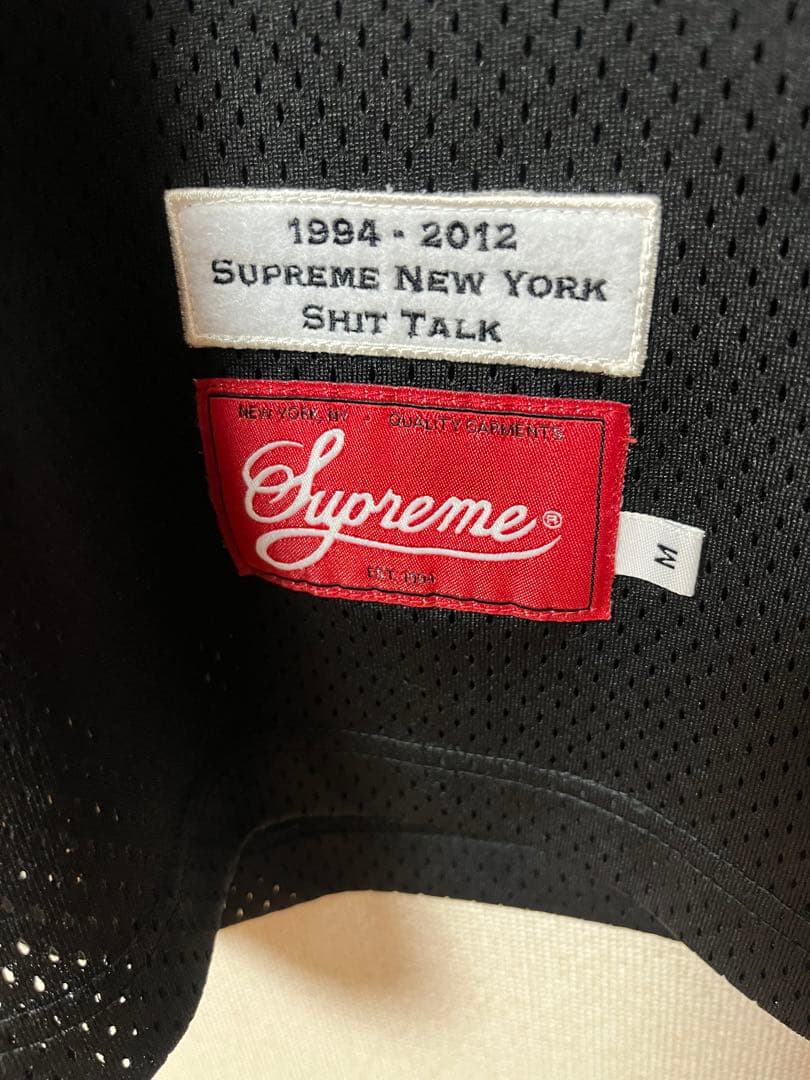 1994 - 2012
SUPREME NEW YORK
SHIT TALK
NEW YORK, NY • QUALITY GARMENTS
Supreme®
EST. 1994
M